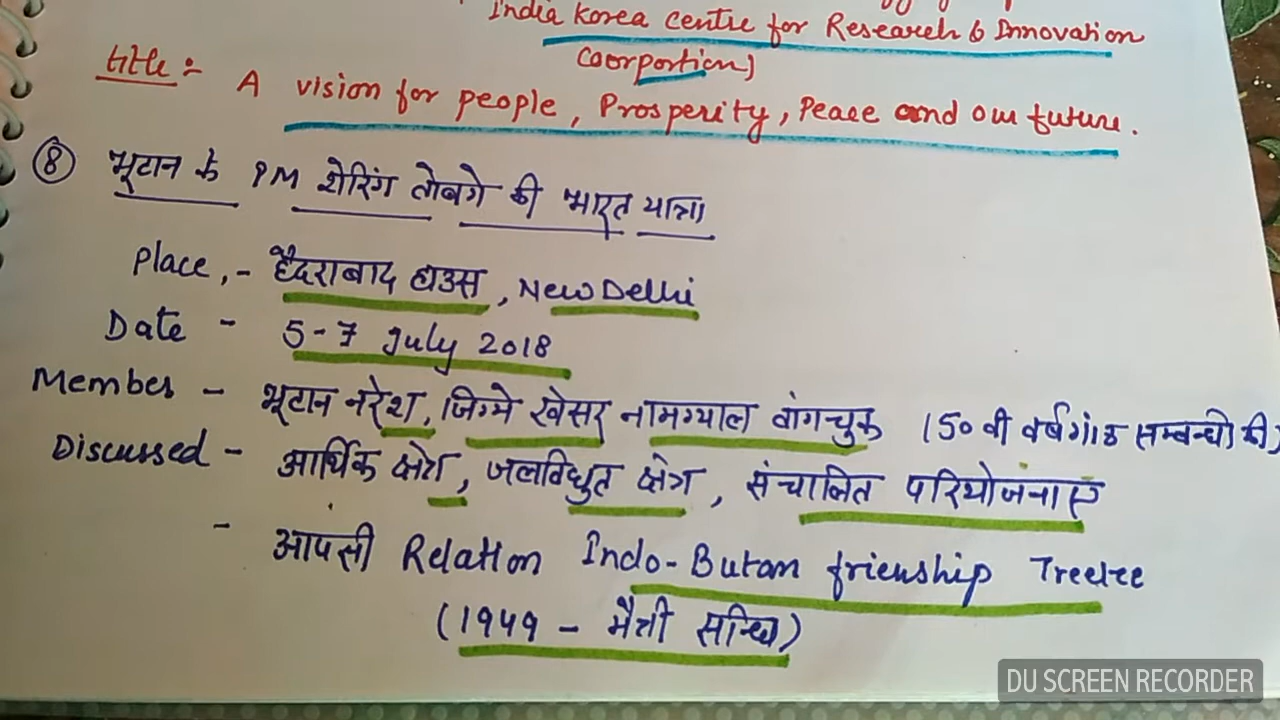 India Korea centre for Research & Innovation
Coorportion)
title :- A vision for people, Prosperity, Peace and our future.
⑧ भूटान के PM शेरिंग तोबगे की भारत यात्रा
Place,- हैदराबाद हाउस, New Delhi
Date - 5-7 July 2018
Member - भूटान नरेश, जिग्मे खेसर नामग्याल वांगचुक (50 वी वर्षगांठ सम्बन्धो की)
Discussed - आर्थिक क्षेत्र, जलविधुत क्षेत्र, संचालित परियोजनाए
- आपसी Relation Indo-Butan frienship Treetee
(1949 - मैत्री सन्धि)
DU SCREEN RECORDER